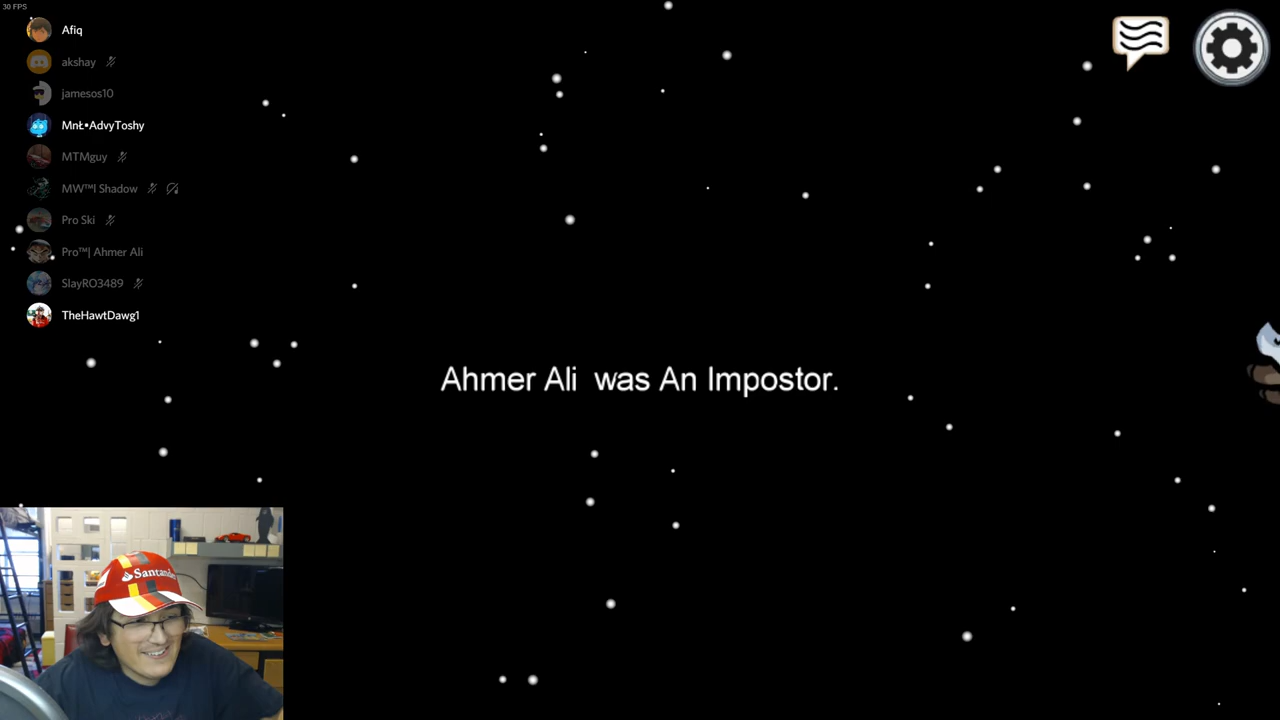 30 FPS
Afiq
akshay
jamesos10
MnŁ•AdvyToshy
MTMguy
MW™| Shadow
Pro Ski
Pro™| Ahmer Ali
SlayRO3489
TheHawtDawg1
Ahmer Ali was An Impostor.
Santander